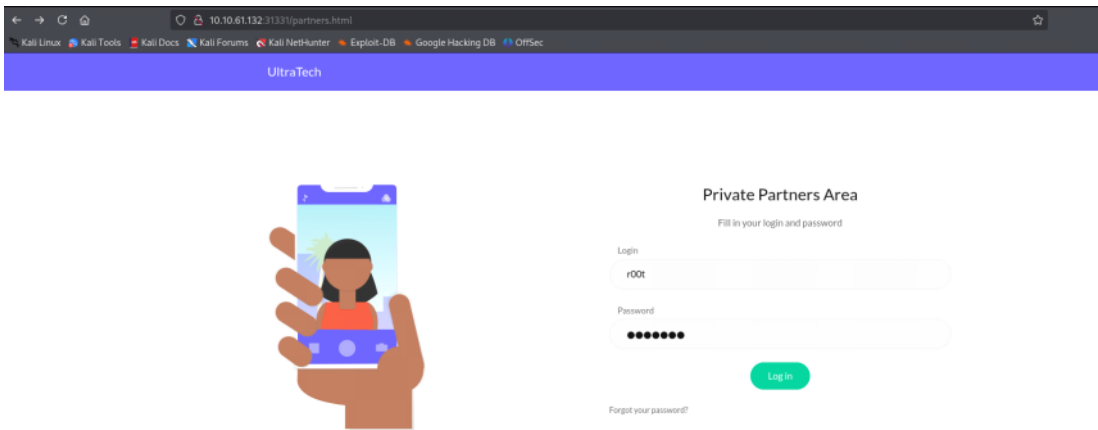 10.10.61.132:31331/partners.html
Kali Linux Kali Tools Kali Docs Kali Forums Kali NetHunter Exploit-DB Google Hacking DB OffSec
UltraTech
Private Partners Area
Fill in your login and password
Login
r00t
Password
●●●●●●●
Log in
Forgot your password?